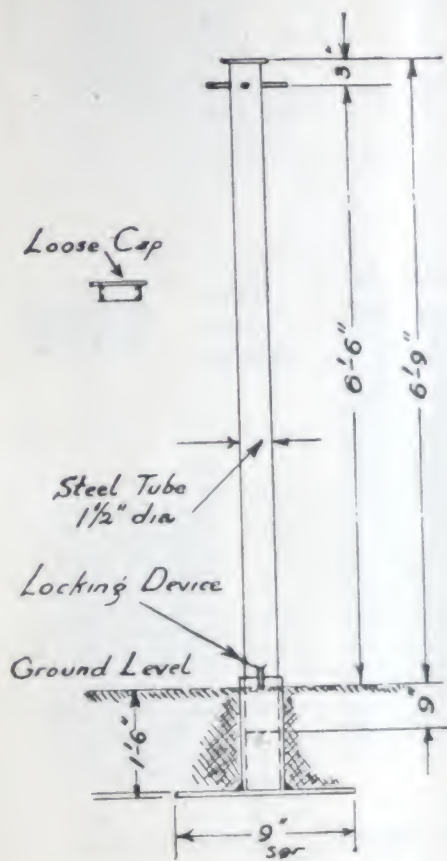 3"
Loose Cap
6'-6"
6'-9"
Steel Tube
1½" dia
Locking Device
Ground Level
1'-6"
9"
9"
sqr